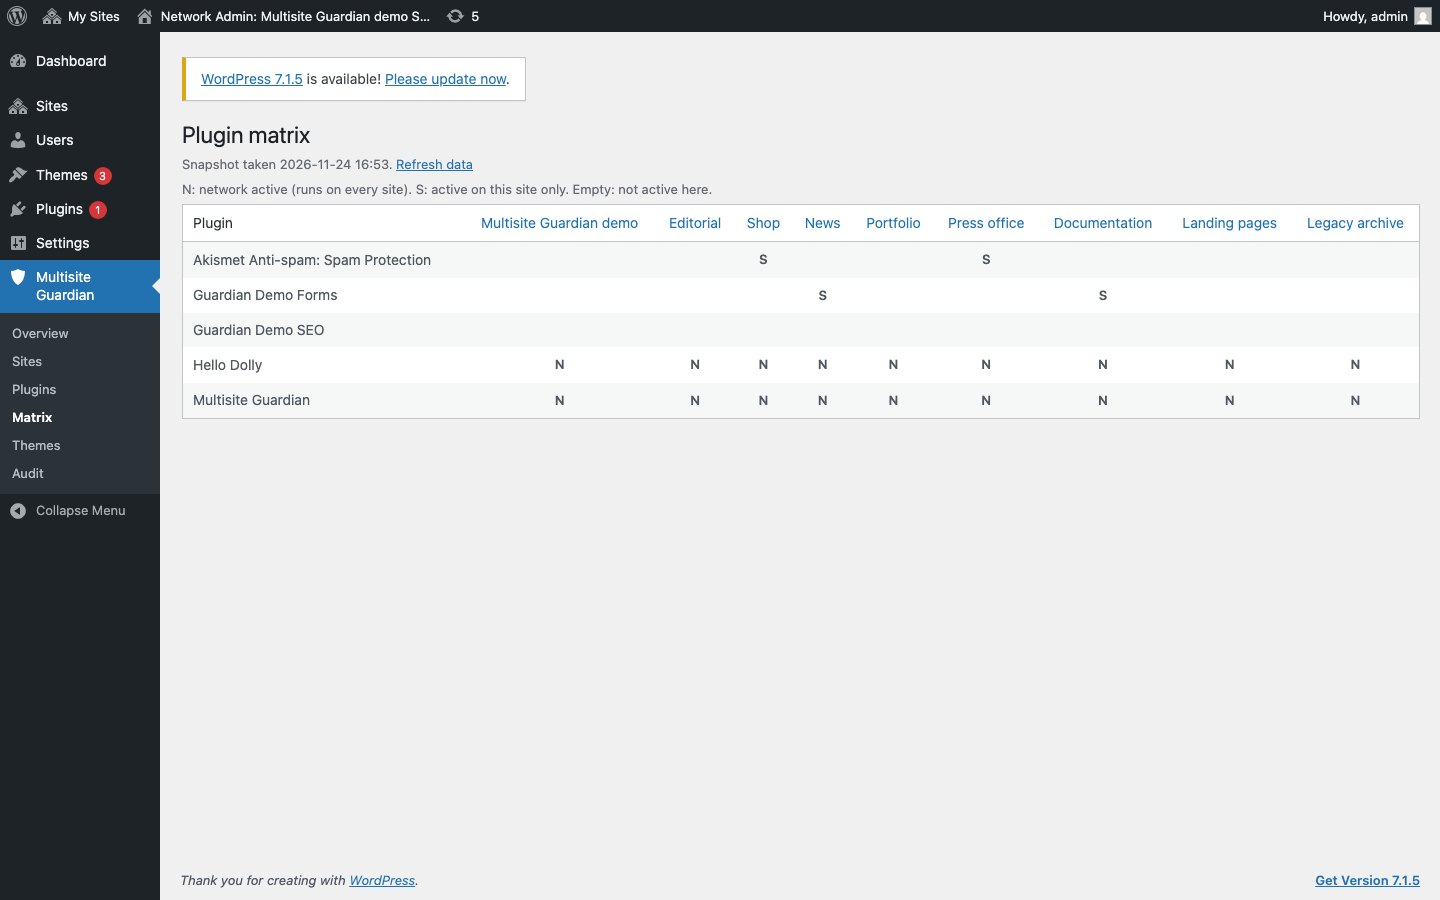 My Sites Network Admin: Multisite Guardian demo S... 5 Howdy, admin
Dashboard
Sites
Users
Themes 3
Plugins 1
Settings
Multisite
Guardian
Overview
Sites
Plugins
Matrix
Themes
Audit
Collapse Menu
WordPress 7.1.5 is available! Please update now.
Plugin matrix
Snapshot taken 2026-11-24 16:53. Refresh data
N: network active (runs on every site). S: active on this site only. Empty: not active here.
Plugin Multisite Guardian demo Editorial Shop News Portfolio Press office Documentation Landing pages Legacy archive
Akismet Anti-spam: Spam Protection S S
Guardian Demo Forms S S
Guardian Demo SEO
Hello Dolly N N N N N N N N N
Multisite Guardian N N N N N N N N N
Thank you for creating with WordPress. Get Version 7.1.5